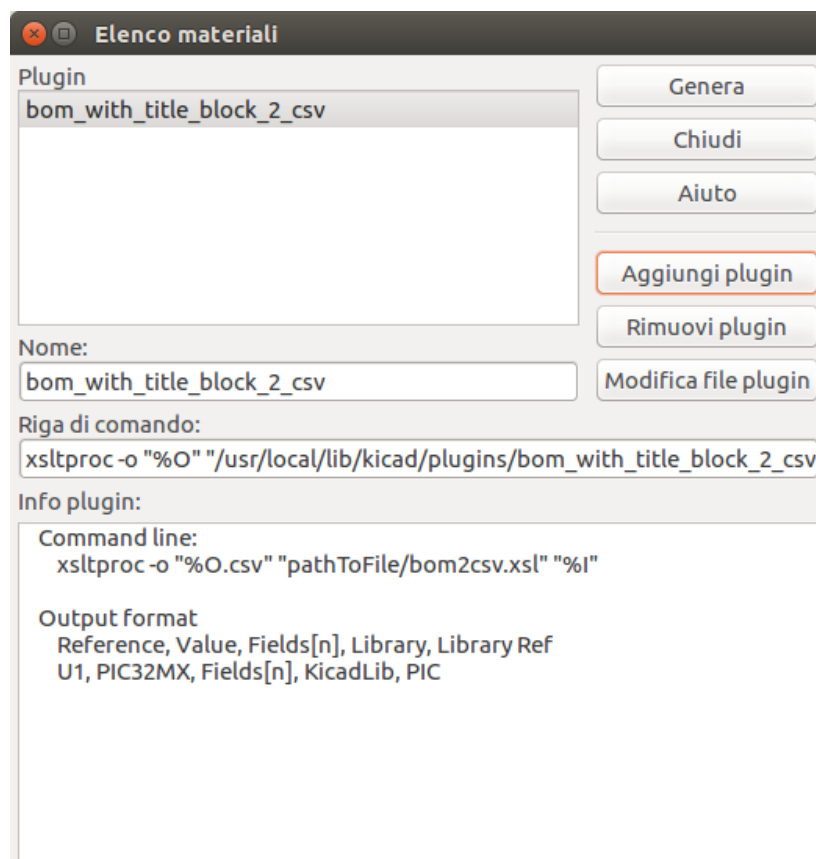 Elenco materiali
Plugin
bom_with_title_block_2_csv
Genera
Chiudi
Aiuto
Aggiungi plugin
Rimuovi plugin
Modifica file plugin
Nome:
bom_with_title_block_2_csv
Riga di comando:
xsltproc -o "%O" "/usr/local/lib/kicad/plugins/bom_with_title_block_2_csv
Info plugin:
Command line:
xsltproc -o "%O.csv" "pathToFile/bom2csv.xsl" "%I"
Output format
Reference, Value, Fields[n], Library, Library Ref
U1, PIC32MX, Fields[n], KicadLib, PIC